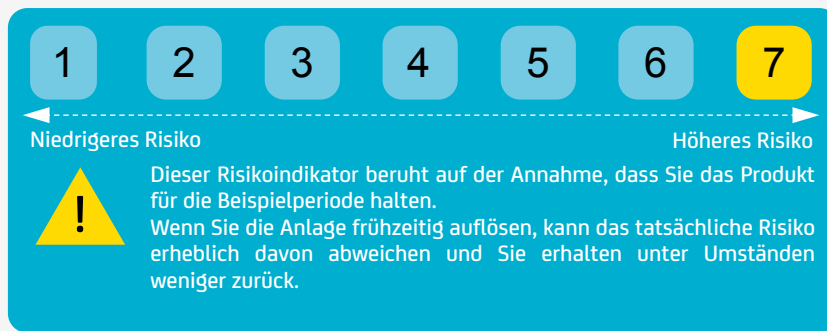 1 2 3 4 5 6 7
Niedrigeres Risiko Höheres Risiko
Dieser Risikoindikator beruht auf der Annahme, dass Sie das Produkt
für die Beispielperiode halten.
Wenn Sie die Anlage frühzeitig auflösen, kann das tatsächliche Risiko
erheblich davon abweichen und Sie erhalten unter Umständen
weniger zurück.
!